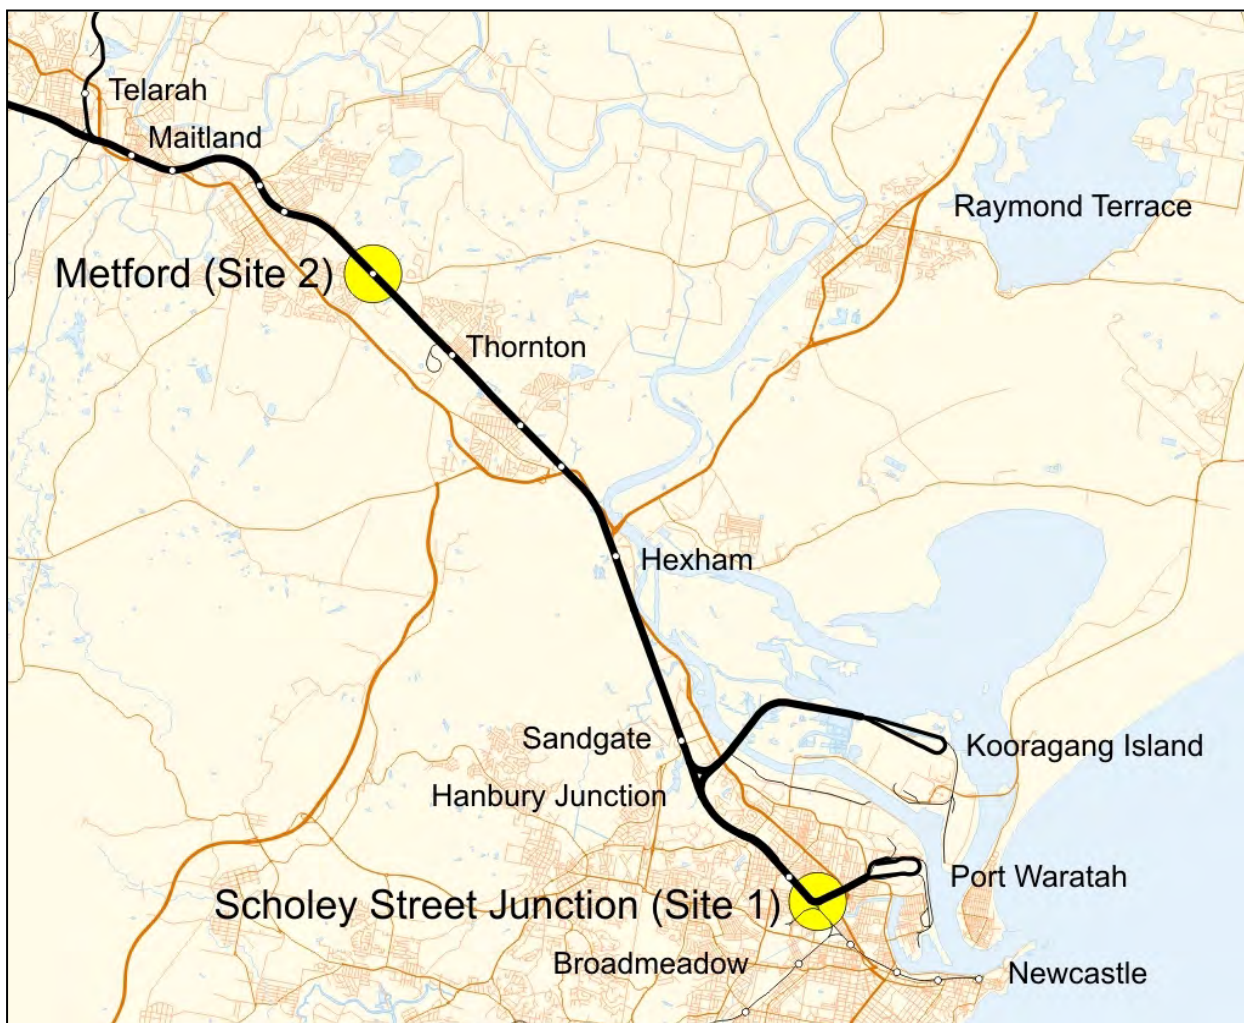 Telarah
Maitland
Raymond Terrace
Metford (Site 2)
Thornton
Hexham
Sandgate
Kooragang Island
Hanbury Junction
Port Waratah
Scholey Street Junction (Site 1)
Broadmeadow
Newcastle